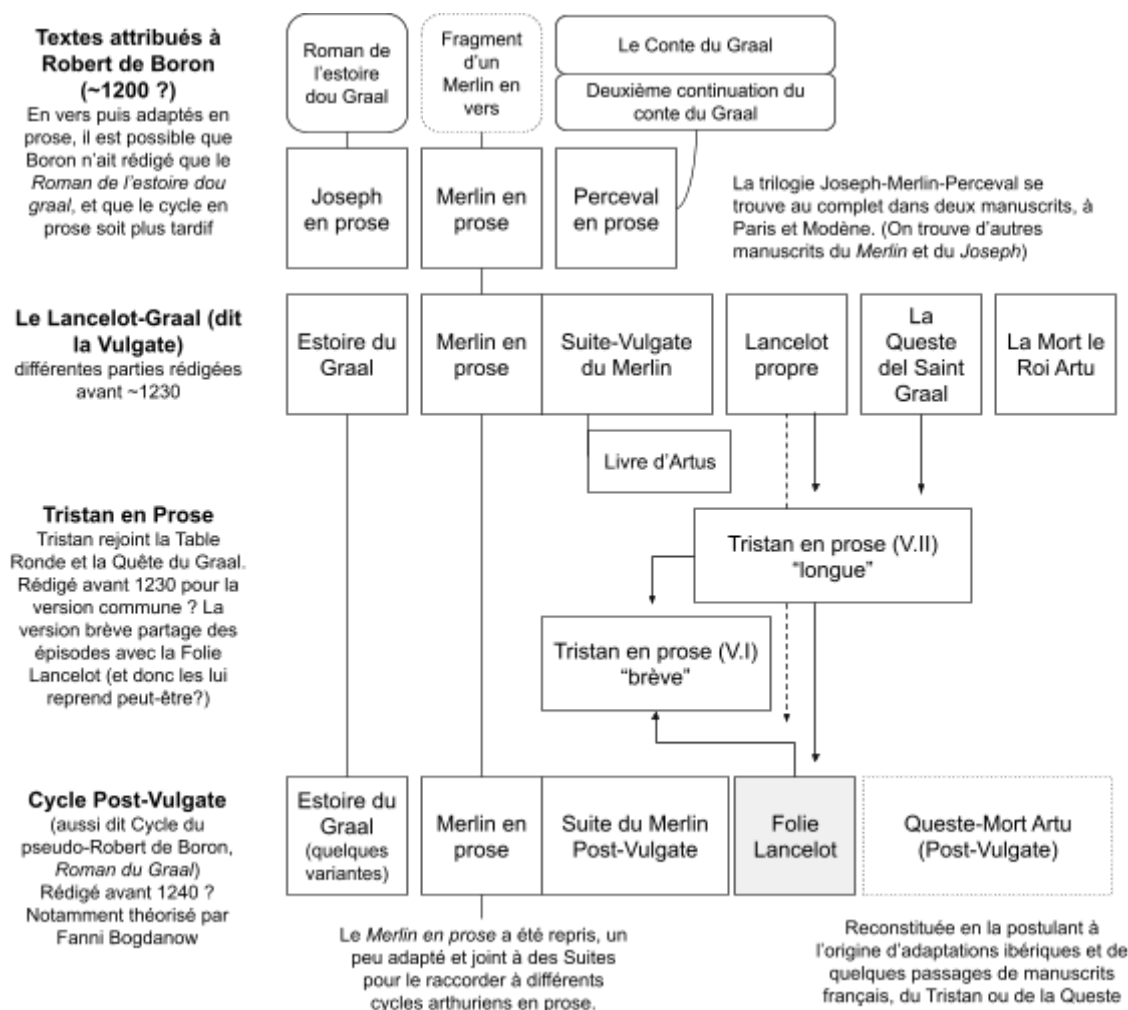 Textes attribués à
Robert de Boron
(~1200 ?)
En vers puis adaptés en
prose, il est possible que
Boron n'ait rédigé que le
Roman de l'estoire dou
graal, et que le cycle en
prose soit plus tardif
Roman de
l'estoire
dou Graal
Fragment
d'un
Merlin en
vers
Le Conte du Graal
Deuxième continuation du
conte du Graal
Joseph
en prose
Merlin en
prose
Perceval
en prose
La trilogie Joseph-Merlin-Perceval se
trouve au complet dans deux manuscrits, à
Paris et Modène. (On trouve d'autres
manuscrits du Merlin et du Joseph)
Le Lancelot-Graal (dit
la Vulgate)
différentes parties rédigées
avant ~1230
Estoire du
Graal
Merlin en
prose
Suite-Vulgate
du Merlin
Lancelot
propre
La
Queste
del Saint
Graal
La Mort le
Roi Artu
Livre d'Artus
Tristan en Prose
Tristan rejoint la Table
Ronde et la Quête du Graal.
Rédigé avant 1230 pour la
version commune ? La
version brève partage des
épisodes avec la Folie
Lancelot (et donc les lui
reprend peut-être?)
Tristan en prose (V.II)
“longue”
Tristan en prose (V.I)
“brève”
Cycle Post-Vulgate
(aussi dit Cycle du
pseudo-Robert de Boron,
Roman du Graal)
Rédigé avant 1240 ?
Notamment théorisé par
Fanni Bogdanow
Estoire du
Graal
(quelques
variantes)
Merlin en
prose
Suite du Merlin
Post-Vulgate
Folie
Lancelot
Queste-Mort Artu
(Post-Vulgate)
Le Merlin en prose a été repris, un
peu adapté et joint à des Suites
pour le raccorder à différents
cycles arthuriens en prose.
Reconstituée en la postulant à
l'origine d'adaptations ibériques et de
quelques passages de manuscrits
français, du Tristan ou de la Queste